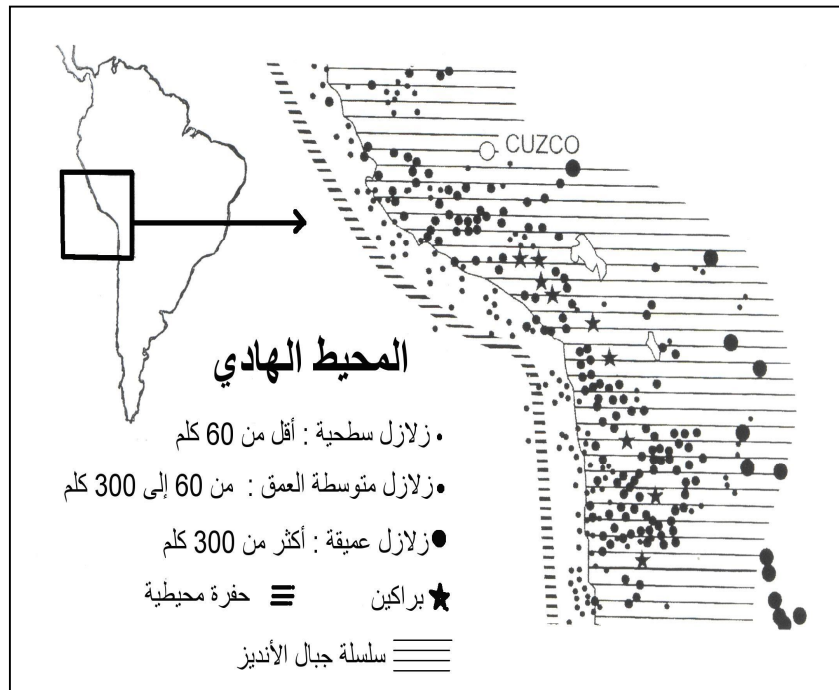 CUZCO
المحيط الهادي
زلازل سطحية : أقل من 60 كلم
زلازل متوسطة العمق : من 60 إلى 300 كلم
زلازل عميقة : أكثر من 300 كلم
براكين
حفرة محيطية
سلسلة جبال الأنديز